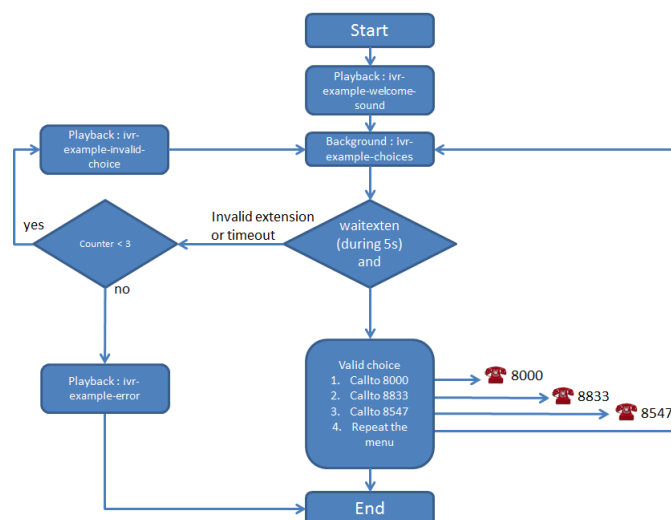 Start
Playback : ivr-
example-welcome-
sound
Playback : ivr-
example-invalid-
choice
Background : ivr-
example-choices
yes
Counter < 3
Invalid extension
or timeout
waitexten
(during 5s)
and
no
Playback : ivr-
example-error
Valid choice
1. Callto 8000
2. Callto 8833
3. Callto 8547
4. Repeat the
menu
8000
8833
8547
End